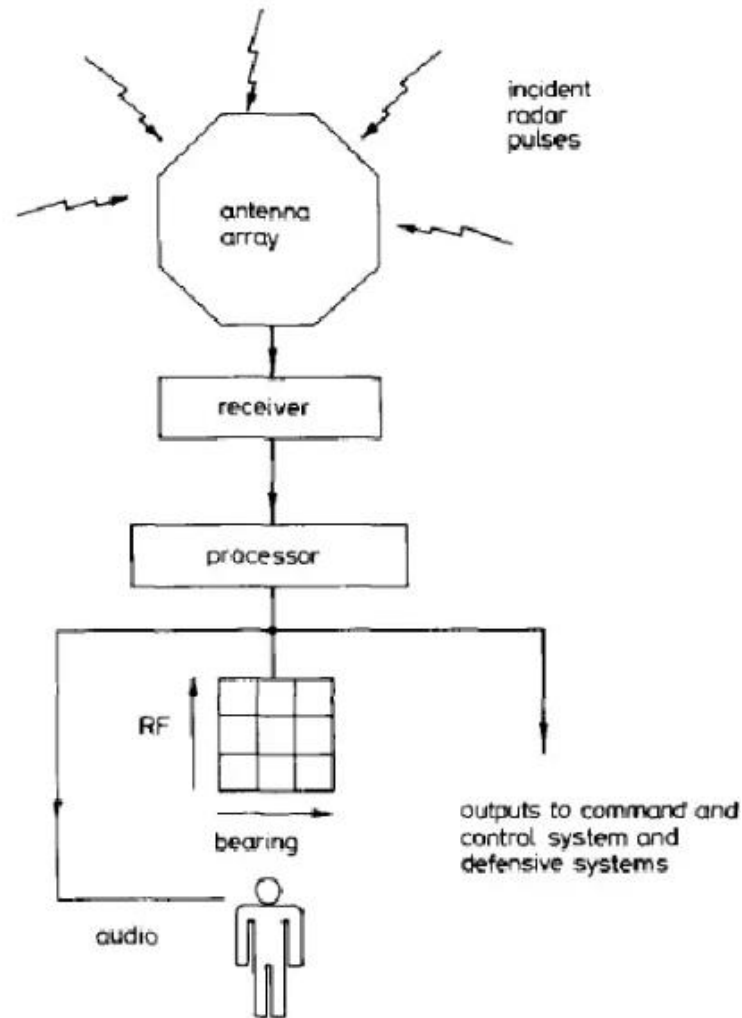 incident
radar
pulses
antenna
array
receiver
processor
RF
bearing
outputs to command and
control system and
defensive systems
audio